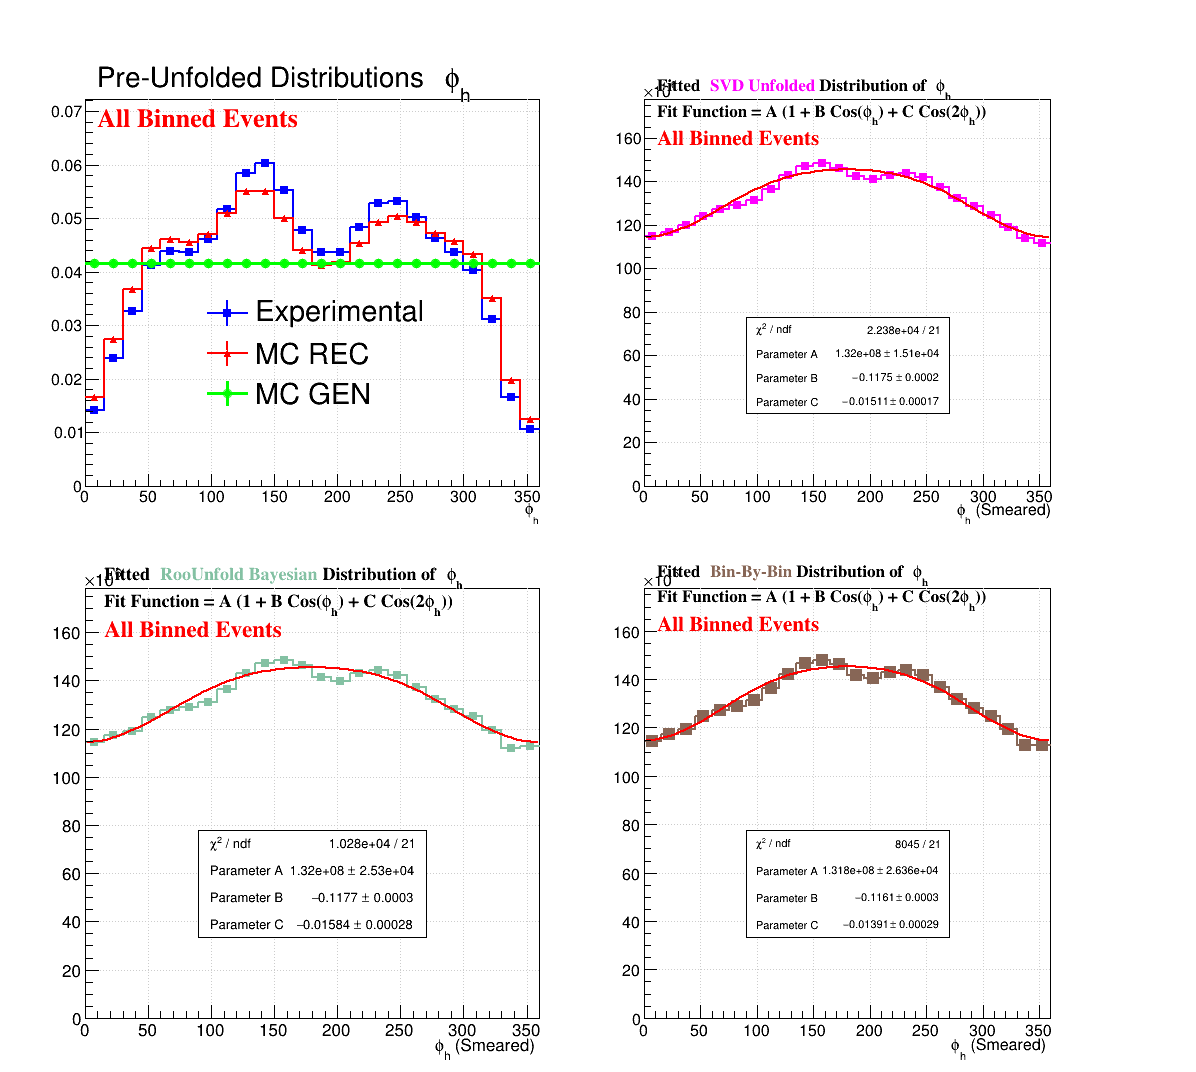 Pre-Unfolded Distributions ϕh
All Binned Events
0.07
0.06
0.05
0.04
0.03
0.02
0.01
0
Experimental
MC REC
MC GEN
0 50 100 150 200 250 300 350
ϕh
Fitted SVD Unfolded Distribution of ϕh
Fit Function = A (1 + B Cos(ϕh) + C Cos(2ϕh))
All Binned Events
160
140
120
100
80
60
40
20
0
χ2 / ndf 2.238e+04 / 21
Parameter A 1.32e+08 ± 1.51e+04
Parameter B −0.1175 ± 0.0002
Parameter C −0.01511 ± 0.00017
0 50 100 150 200 250 300 350
ϕh (Smeared)
Fitted RooUnfold Bayesian Distribution of ϕh
Fit Function = A (1 + B Cos(ϕh) + C Cos(2ϕh))
All Binned Events
160
140
120
100
80
60
40
20
0
χ2 / ndf 1.028e+04 / 21
Parameter A 1.32e+08 ± 2.53e+04
Parameter B −0.1177 ± 0.0003
Parameter C −0.01584 ± 0.00028
0 50 100 150 200 250 300 350
ϕh (Smeared)
Fitted Bin-By-Bin Distribution of ϕh
Fit Function = A (1 + B Cos(ϕh) + C Cos(2ϕh))
All Binned Events
160
140
120
100
80
60
40
20
0
χ2 / ndf 8045 / 21
Parameter A 1.318e+08 ± 2.636e+04
Parameter B −0.1161 ± 0.0003
Parameter C −0.01391 ± 0.00029
0 50 100 150 200 250 300 350
ϕh (Smeared)